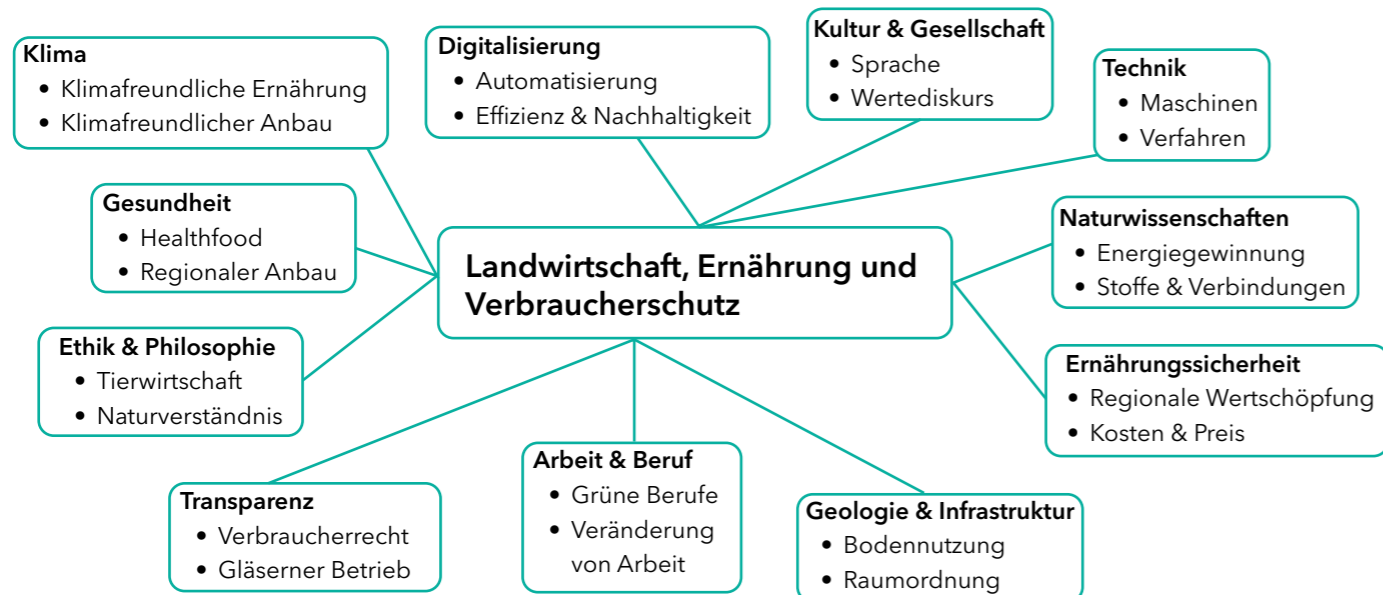 Klima
• Klimafreundliche Ernährung
• Klimafreundlicher Anbau
Digitalisierung
• Automatisierung
• Effizienz & Nachhaltigkeit
Kultur & Gesellschaft
• Sprache
• Wertediskurs
Technik
• Maschinen
• Verfahren
Gesundheit
• Healthfood
• Regionaler Anbau
Landwirtschaft, Ernährung und
Verbraucherschutz
Naturwissenschaften
• Energiegewinnung
• Stoffe & Verbindungen
Ethik & Philosophie
• Tierwirtschaft
• Naturverständnis
Ernährungssicherheit
• Regionale Wertschöpfung
• Kosten & Preis
Transparenz
• Verbraucherrecht
• Gläserner Betrieb
Arbeit & Beruf
• Grüne Berufe
• Veränderung
von Arbeit
Geologie & Infrastruktur
• Bodennutzung
• Raumordnung